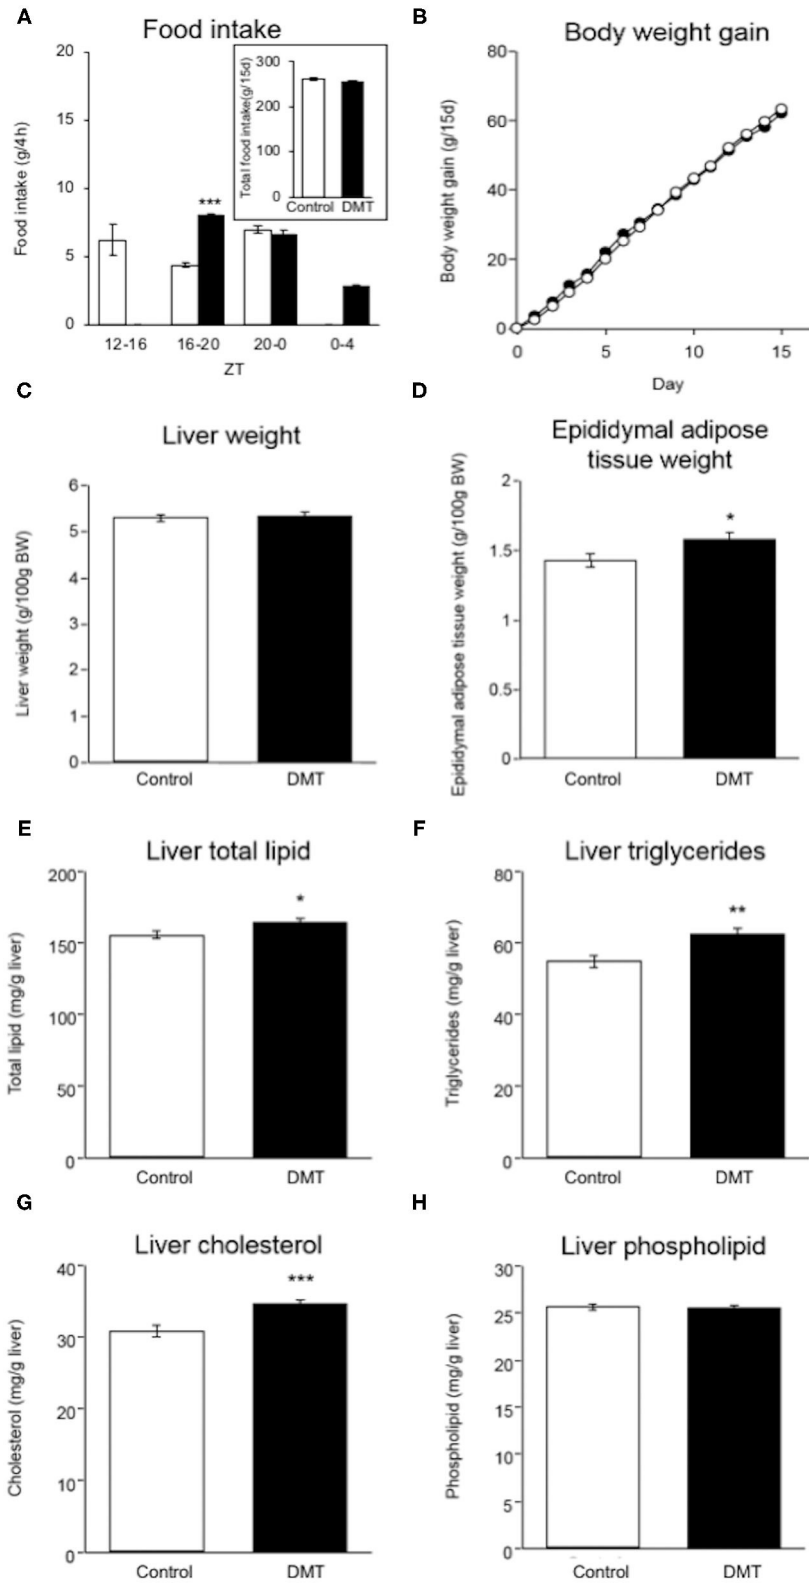 A
Food intake
Food intake (g/4h)
20
15
10
5
0
***
12-16
16-20
20-0
0-4
ZT
Total food intake(g/15d)
300
200
100
0
Control
DMT
B
Body weight gain
Body weight gain (g/15d)
80
60
40
20
0
0
5
10
15
Day
C
Liver weight
Liver weight (g/100g BW)
6
5
4
3
2
1
0
Control
DMT
D
Epididymal adipose
tissue weight
Epididymal adipose tissue weight (g/100g BW)
2
1.5
1
0.5
0
*
Control
DMT
E
Liver total lipid
Total lipid (mg/g liver)
200
150
100
50
0
*
Control
DMT
F
Liver triglycerides
Triglycerides (mg/g liver)
80
60
40
20
0
**
Control
DMT
G
Liver cholesterol
Cholesterol (mg/g liver)
40
30
20
10
0
***
Control
DMT
H
Liver phospholipid
Phospholipid (mg/g liver)
30
25
20
15
10
5
0
Control
DMT